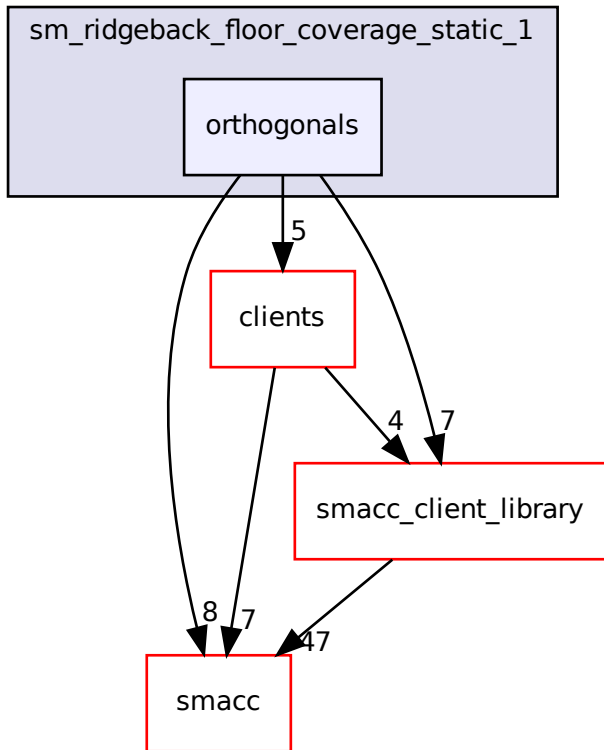 sm_ridgeback_floor_coverage_static_1
orthogonals
5
clients
4
7
smacc_client_library
8
7
47
smacc